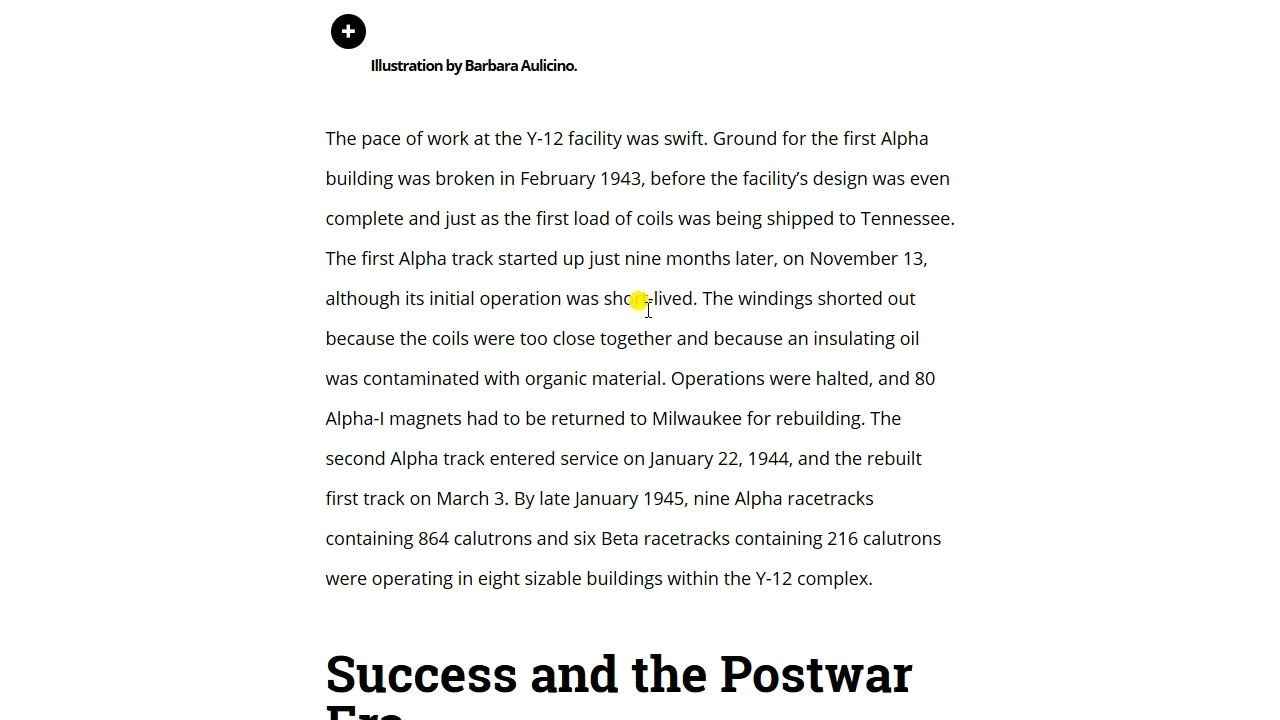 Illustration by Barbara Aulicino.
The pace of work at the Y-12 facility was swift. Ground for the first Alpha
building was broken in February 1943, before the facility’s design was even
complete and just as the first load of coils was being shipped to Tennessee.
The first Alpha track started up just nine months later, on November 13,
although its initial operation was short-lived. The windings shorted out
because the coils were too close together and because an insulating oil
was contaminated with organic material. Operations were halted, and 80
Alpha-I magnets had to be returned to Milwaukee for rebuilding. The
second Alpha track entered service on January 22, 1944, and the rebuilt
first track on March 3. By late January 1945, nine Alpha racetracks
containing 864 calutrons and six Beta racetracks containing 216 calutrons
were operating in eight sizable buildings within the Y-12 complex.
Success and the Postwar
Era